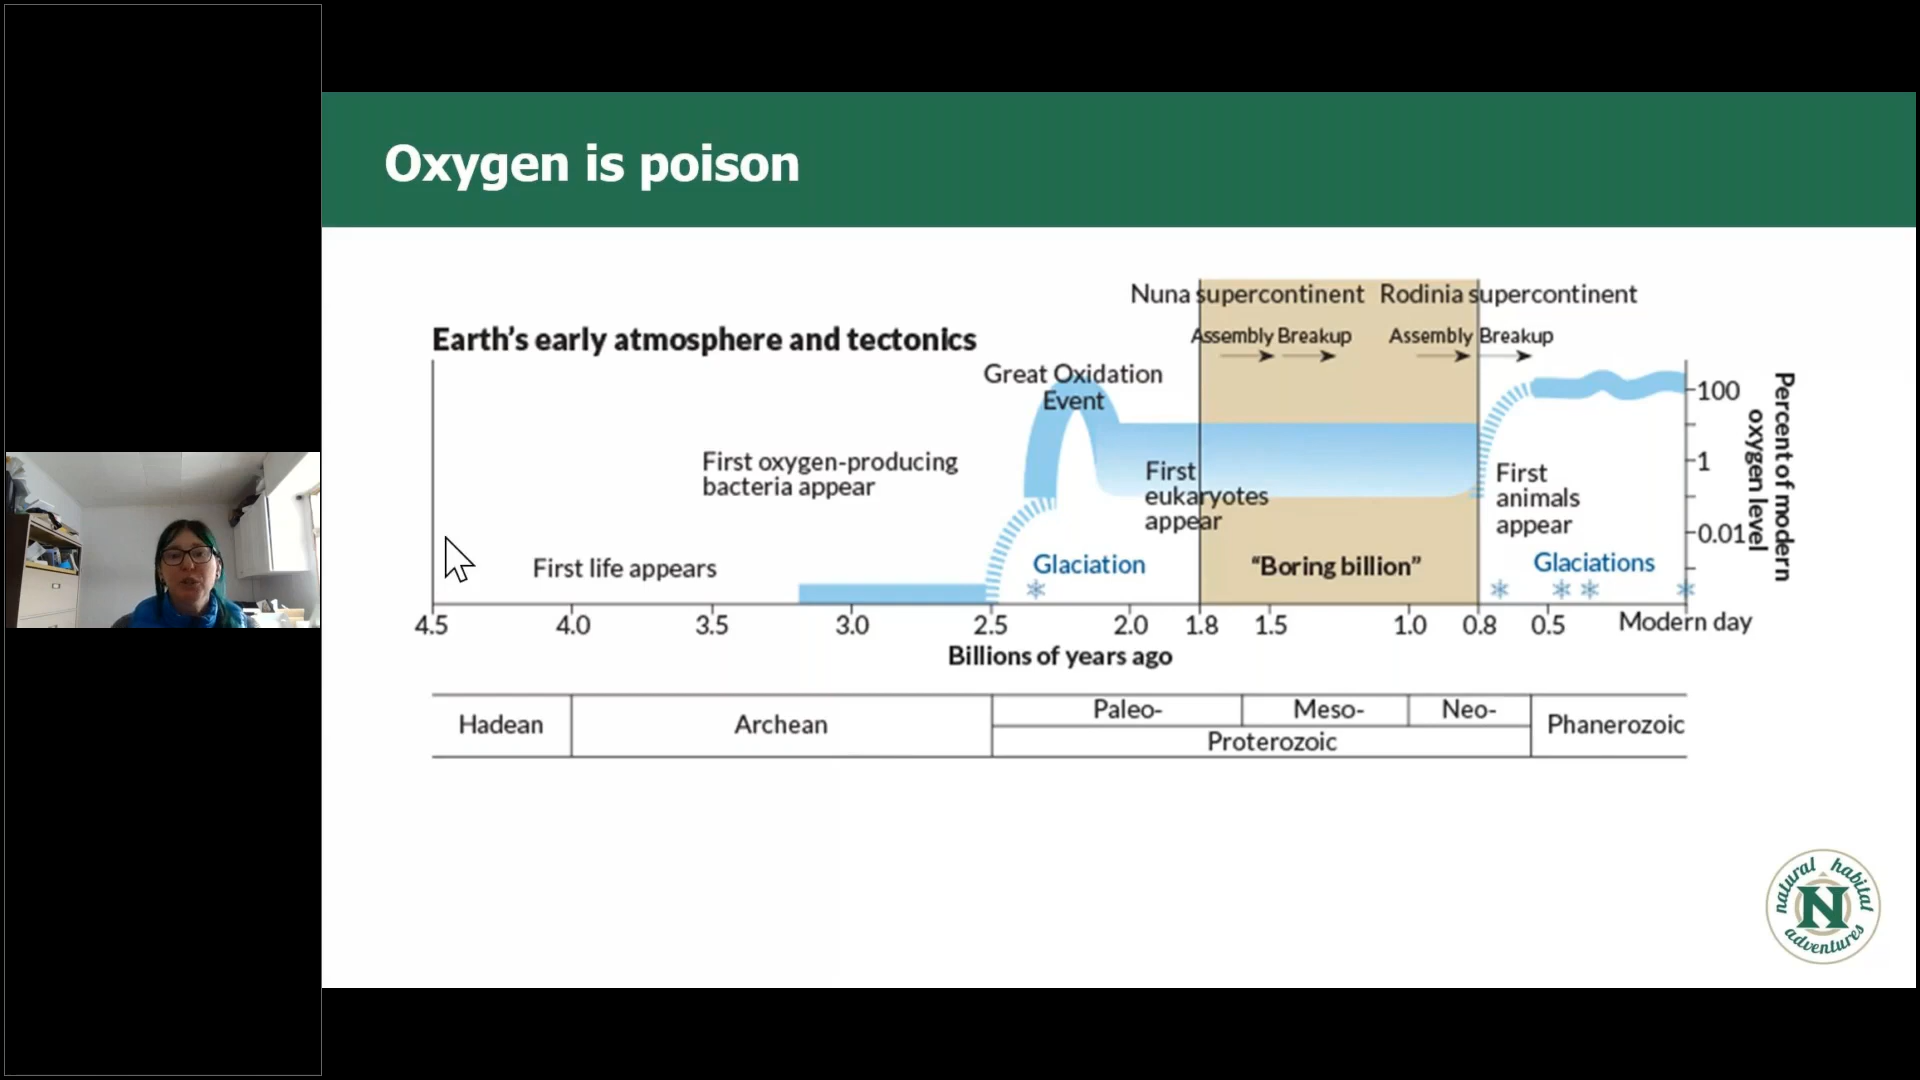 Oxygen is poison
Nuna supercontinent
Rodinia supercontinent
Assembly Breakup
Assembly Breakup
Earth's early atmosphere and tectonics
Great Oxidation
Event
First oxygen-producing
bacteria appear
First life appears
Glaciation
First
eukaryotes
appear
"Boring billion"
First
animals
appear
Glaciations
100
1
0.01
Percent of modern
oxygen level
4.5
4.0
3.5
3.0
2.5
2.0
1.8
1.5
1.0
0.8
0.5
Modern day
Billions of years ago
Hadean
Archean
Paleo-
Meso-
Neo-
Proterozoic
Phanerozoic
natural habitat
N
adventures